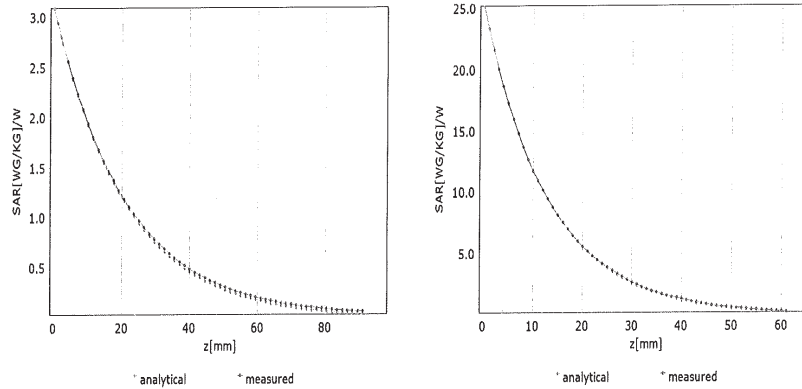 3.0
2.5
2.0
1.5
1.0
0.5
SAR[WG/KG]/W
0 20 40 60 80
z[mm]
analytical measured
25.0
20.0
15.0
10.0
5.0
SAR[WG/KG]/W
0 10 20 30 40 50 60
z[mm]
analytical measured